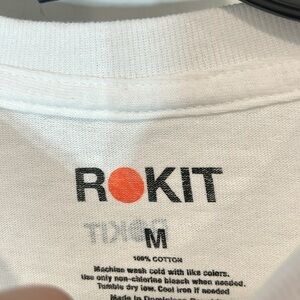 ROKIT
ROKIT
M
100% COTTON
Machine wash cold with like colors.
Use only non-chlorine bleach when needed.
Tumble dry low. Cool iron if needed
Made in Dominican